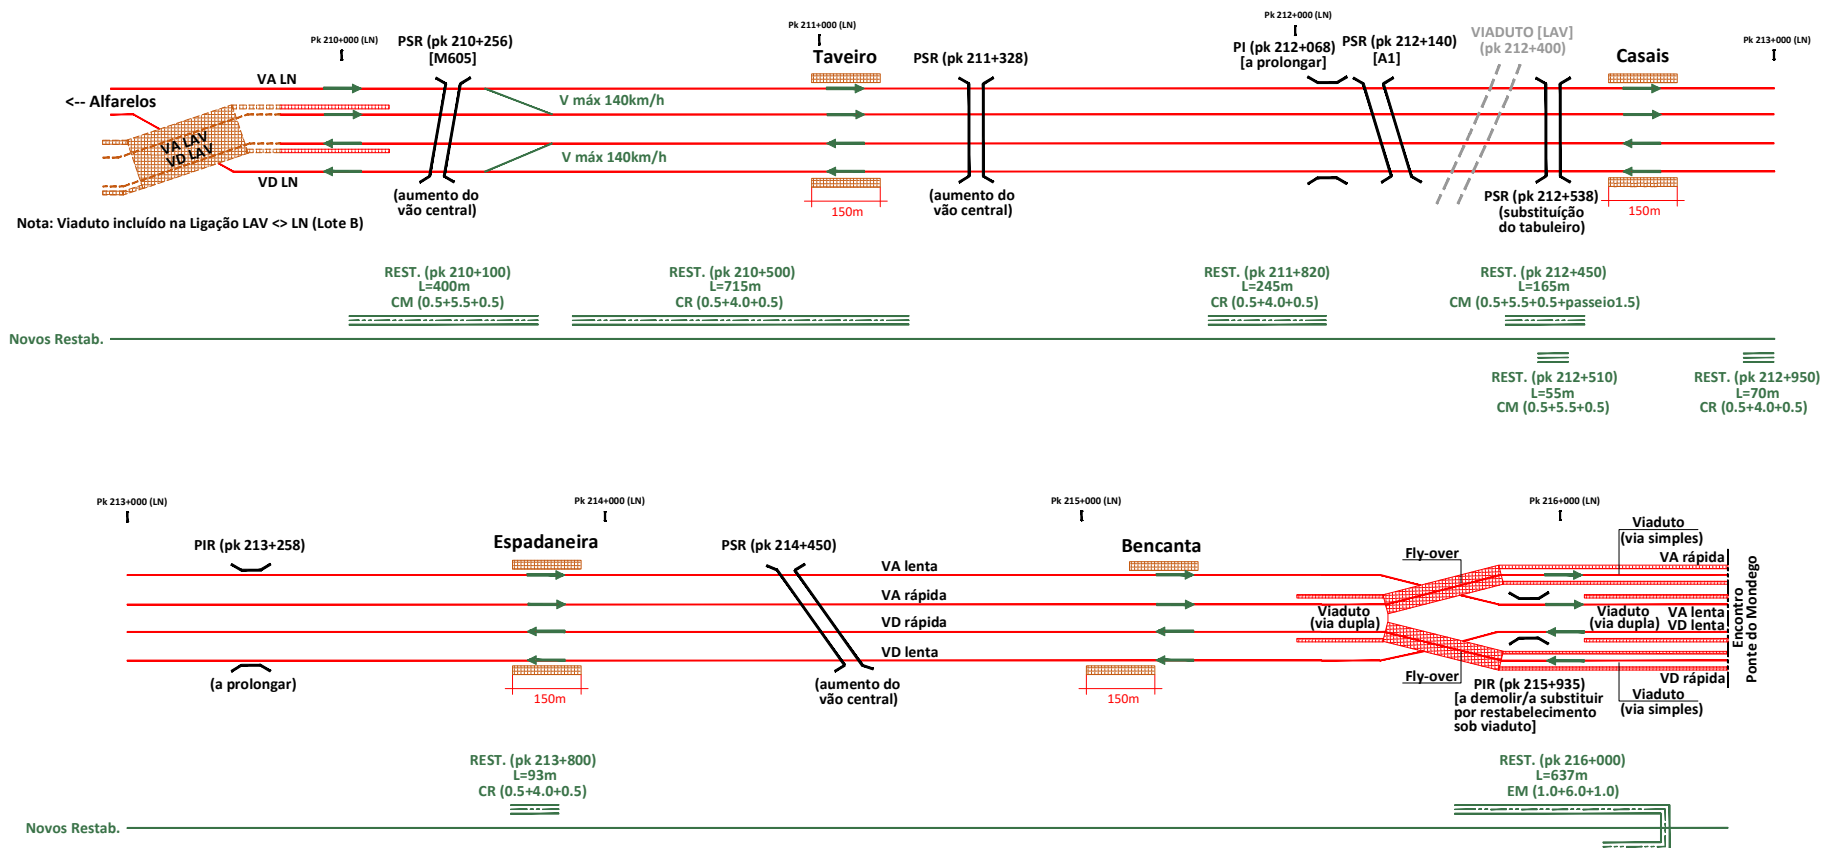 Pk 210+000 (LN)
PSR (pk 210+256)
[M605]
Pk 211+000 (LN)
Taveiro
PSR (pk 211+328)
Pk 212+000 (LN)
PI (pk 212+068)
[a prolongar]
PSR (pk 212+140)
[A1]
VIADUTO [LAV]
(pk 212+400)
Casais
Pk 213+000 (LN)
VA LN
<-- Alfarelos
V máx 140km/h
VA LAV
VD LAV
V máx 140km/h
VD LN
(aumento do
vão central)
150m
(aumento do
vão central)
PSR (pk 212+538)
(substituição
do tabuleiro)
150m
Nota: Viaduto incluído na Ligação LAV <> LN (Lote B)
REST. (pk 210+100)
L=400m
CM (0.5+5.5+0.5)
REST. (pk 210+500)
L=715m
CR (0.5+4.0+0.5)
REST. (pk 211+820)
L=245m
CR (0.5+4.0+0.5)
REST. (pk 212+450)
L=165m
CM (0.5+5.5+0.5+passeio1.5)
Novos Restab.
REST. (pk 212+510)
L=55m
CM (0.5+5.5+0.5)
REST. (pk 212+950)
L=70m
CR (0.5+4.0+0.5)
Pk 213+000 (LN)
Pk 214+000 (LN)
Pk 215+000 (LN)
Pk 216+000 (LN)
PIR (pk 213+258)
Espadaneira
PSR (pk 214+450)
Bencanta
Fly-over
Viaduto
(via simples)
VA rápida
VA lenta
VA rápida
VD rápida
VD lenta
Viaduto
(via dupla)
Viaduto
(via dupla)
VA lenta
VD lenta
Encontro
Ponte do Mondego
(a prolongar)
150m
(aumento do
vão central)
150m
Fly-over
PIR (pk 215+935)
[a demolir/a substituir
por restabelecimento
sob viaduto]
VD rápida
Viaduto
(via simples)
REST. (pk 213+800)
L=93m
CR (0.5+4.0+0.5)
REST. (pk 216+000)
L=637m
EM (1.0+6.0+1.0)
Novos Restab.